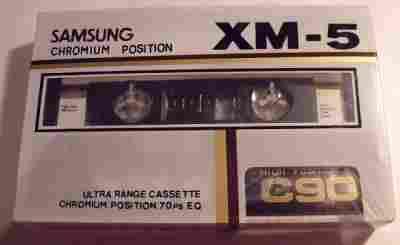 SAMSUNG
CHROMIUM POSITION
XM-5
HIGH POSITION
C90
ULTRA RANGE CASSETTE
CHROMIUM POSITION 70µs EQ